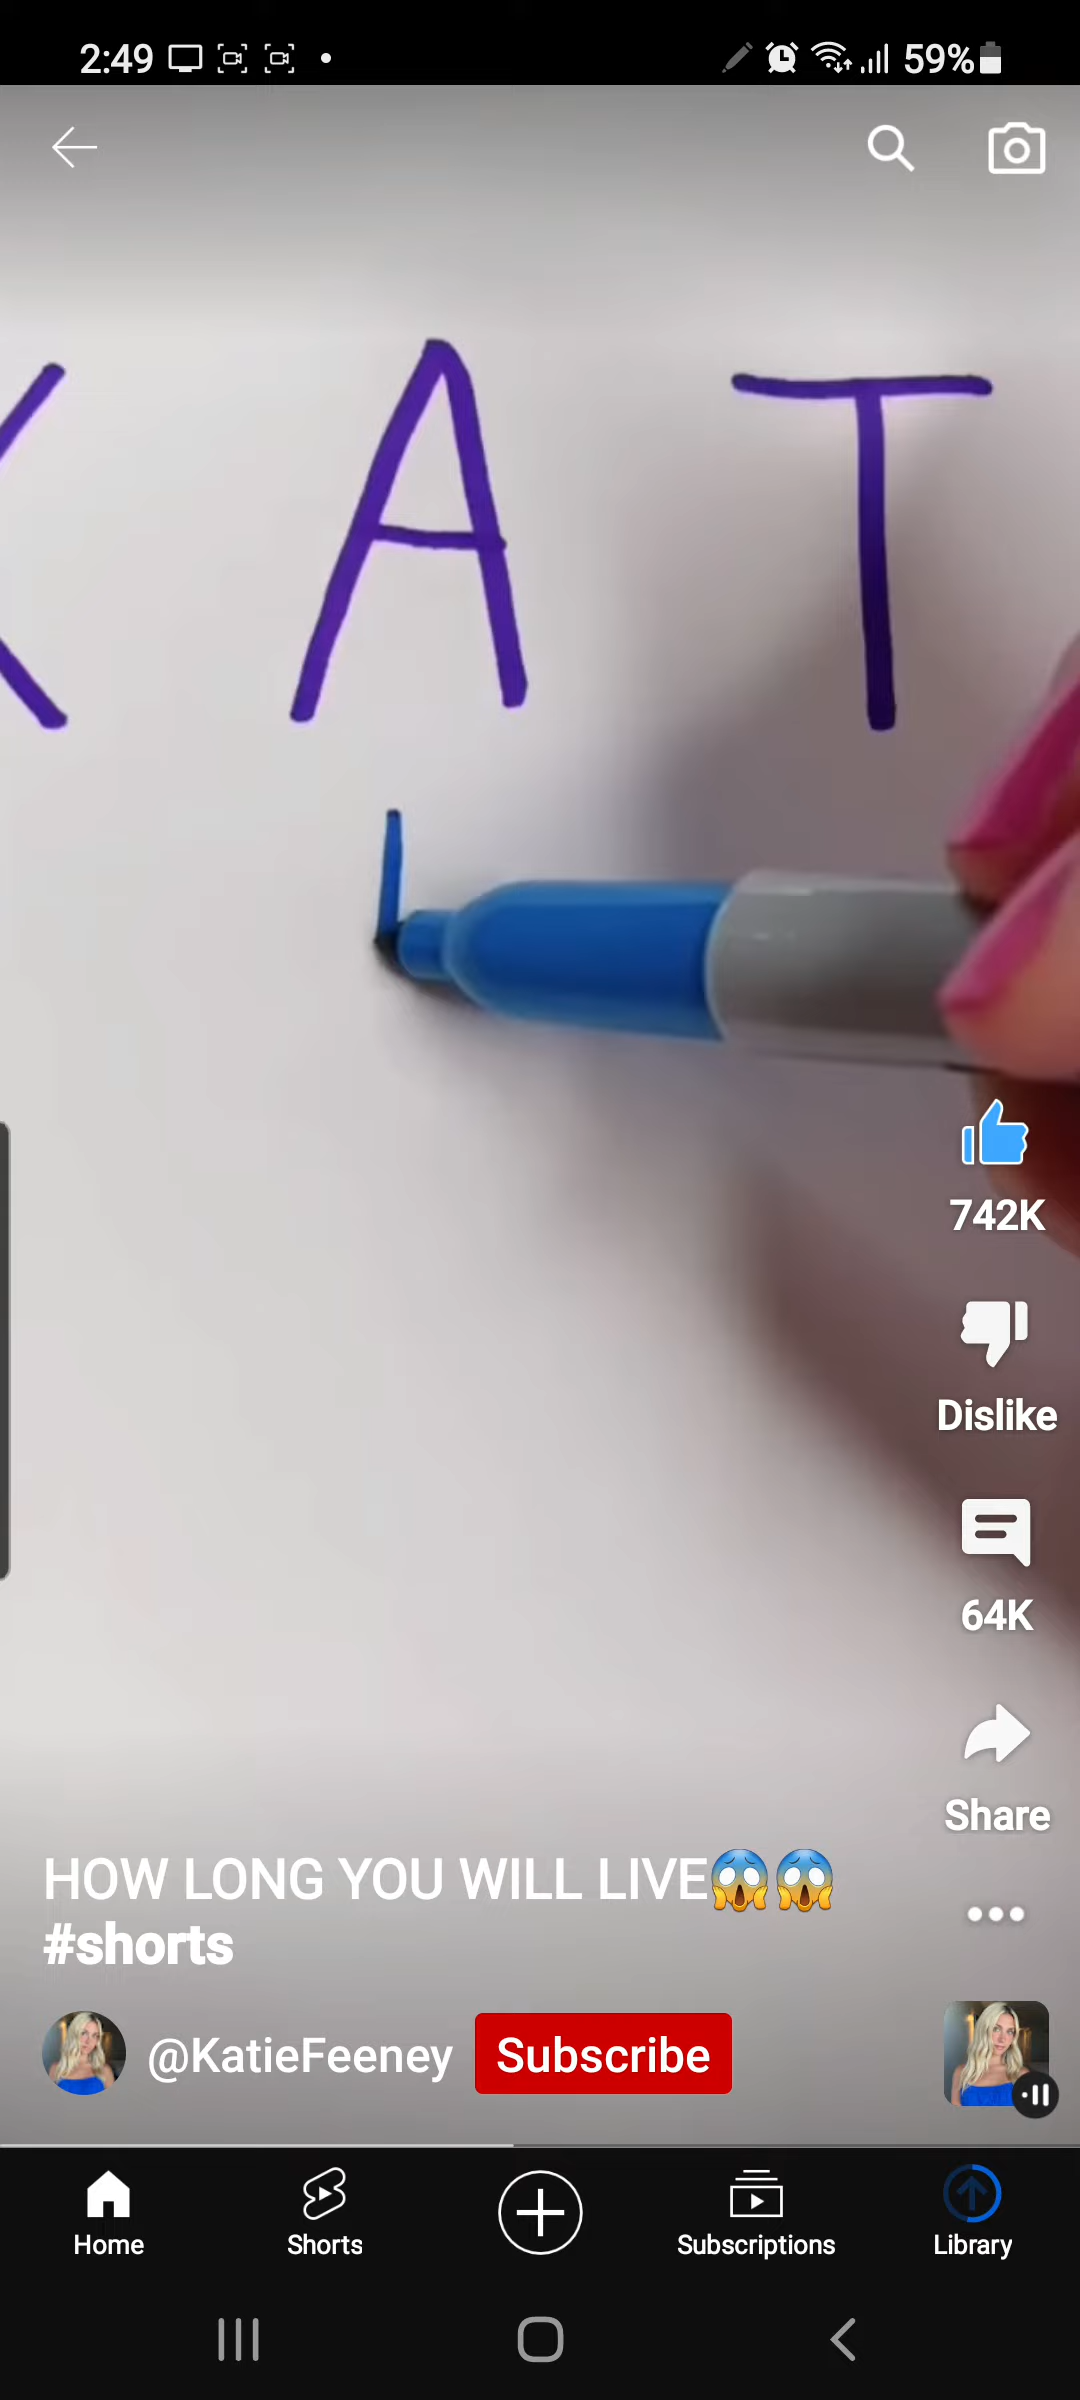 2:49 59%
K A T
742K
Dislike
64K
Share
HOW LONG YOU WILL LIVE😱😱
#shorts
@KatieFeeney Subscribe
Home Shorts Subscriptions Library